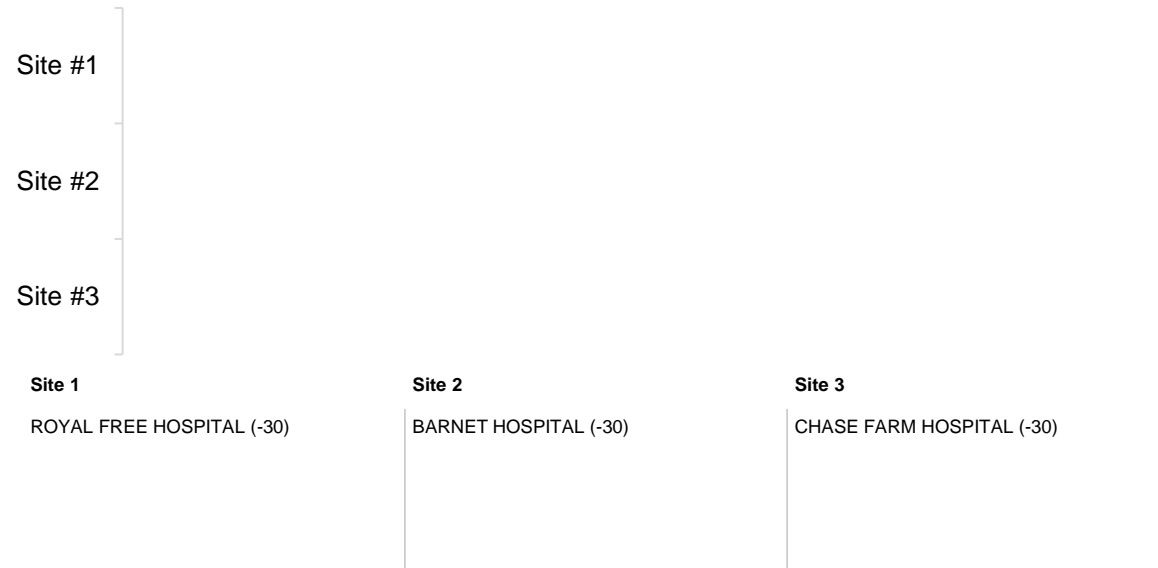 Site #1
Site #2
Site #3
Site 1
Site 2
Site 3
ROYAL FREE HOSPITAL (-30)
BARNET HOSPITAL (-30)
CHASE FARM HOSPITAL (-30)